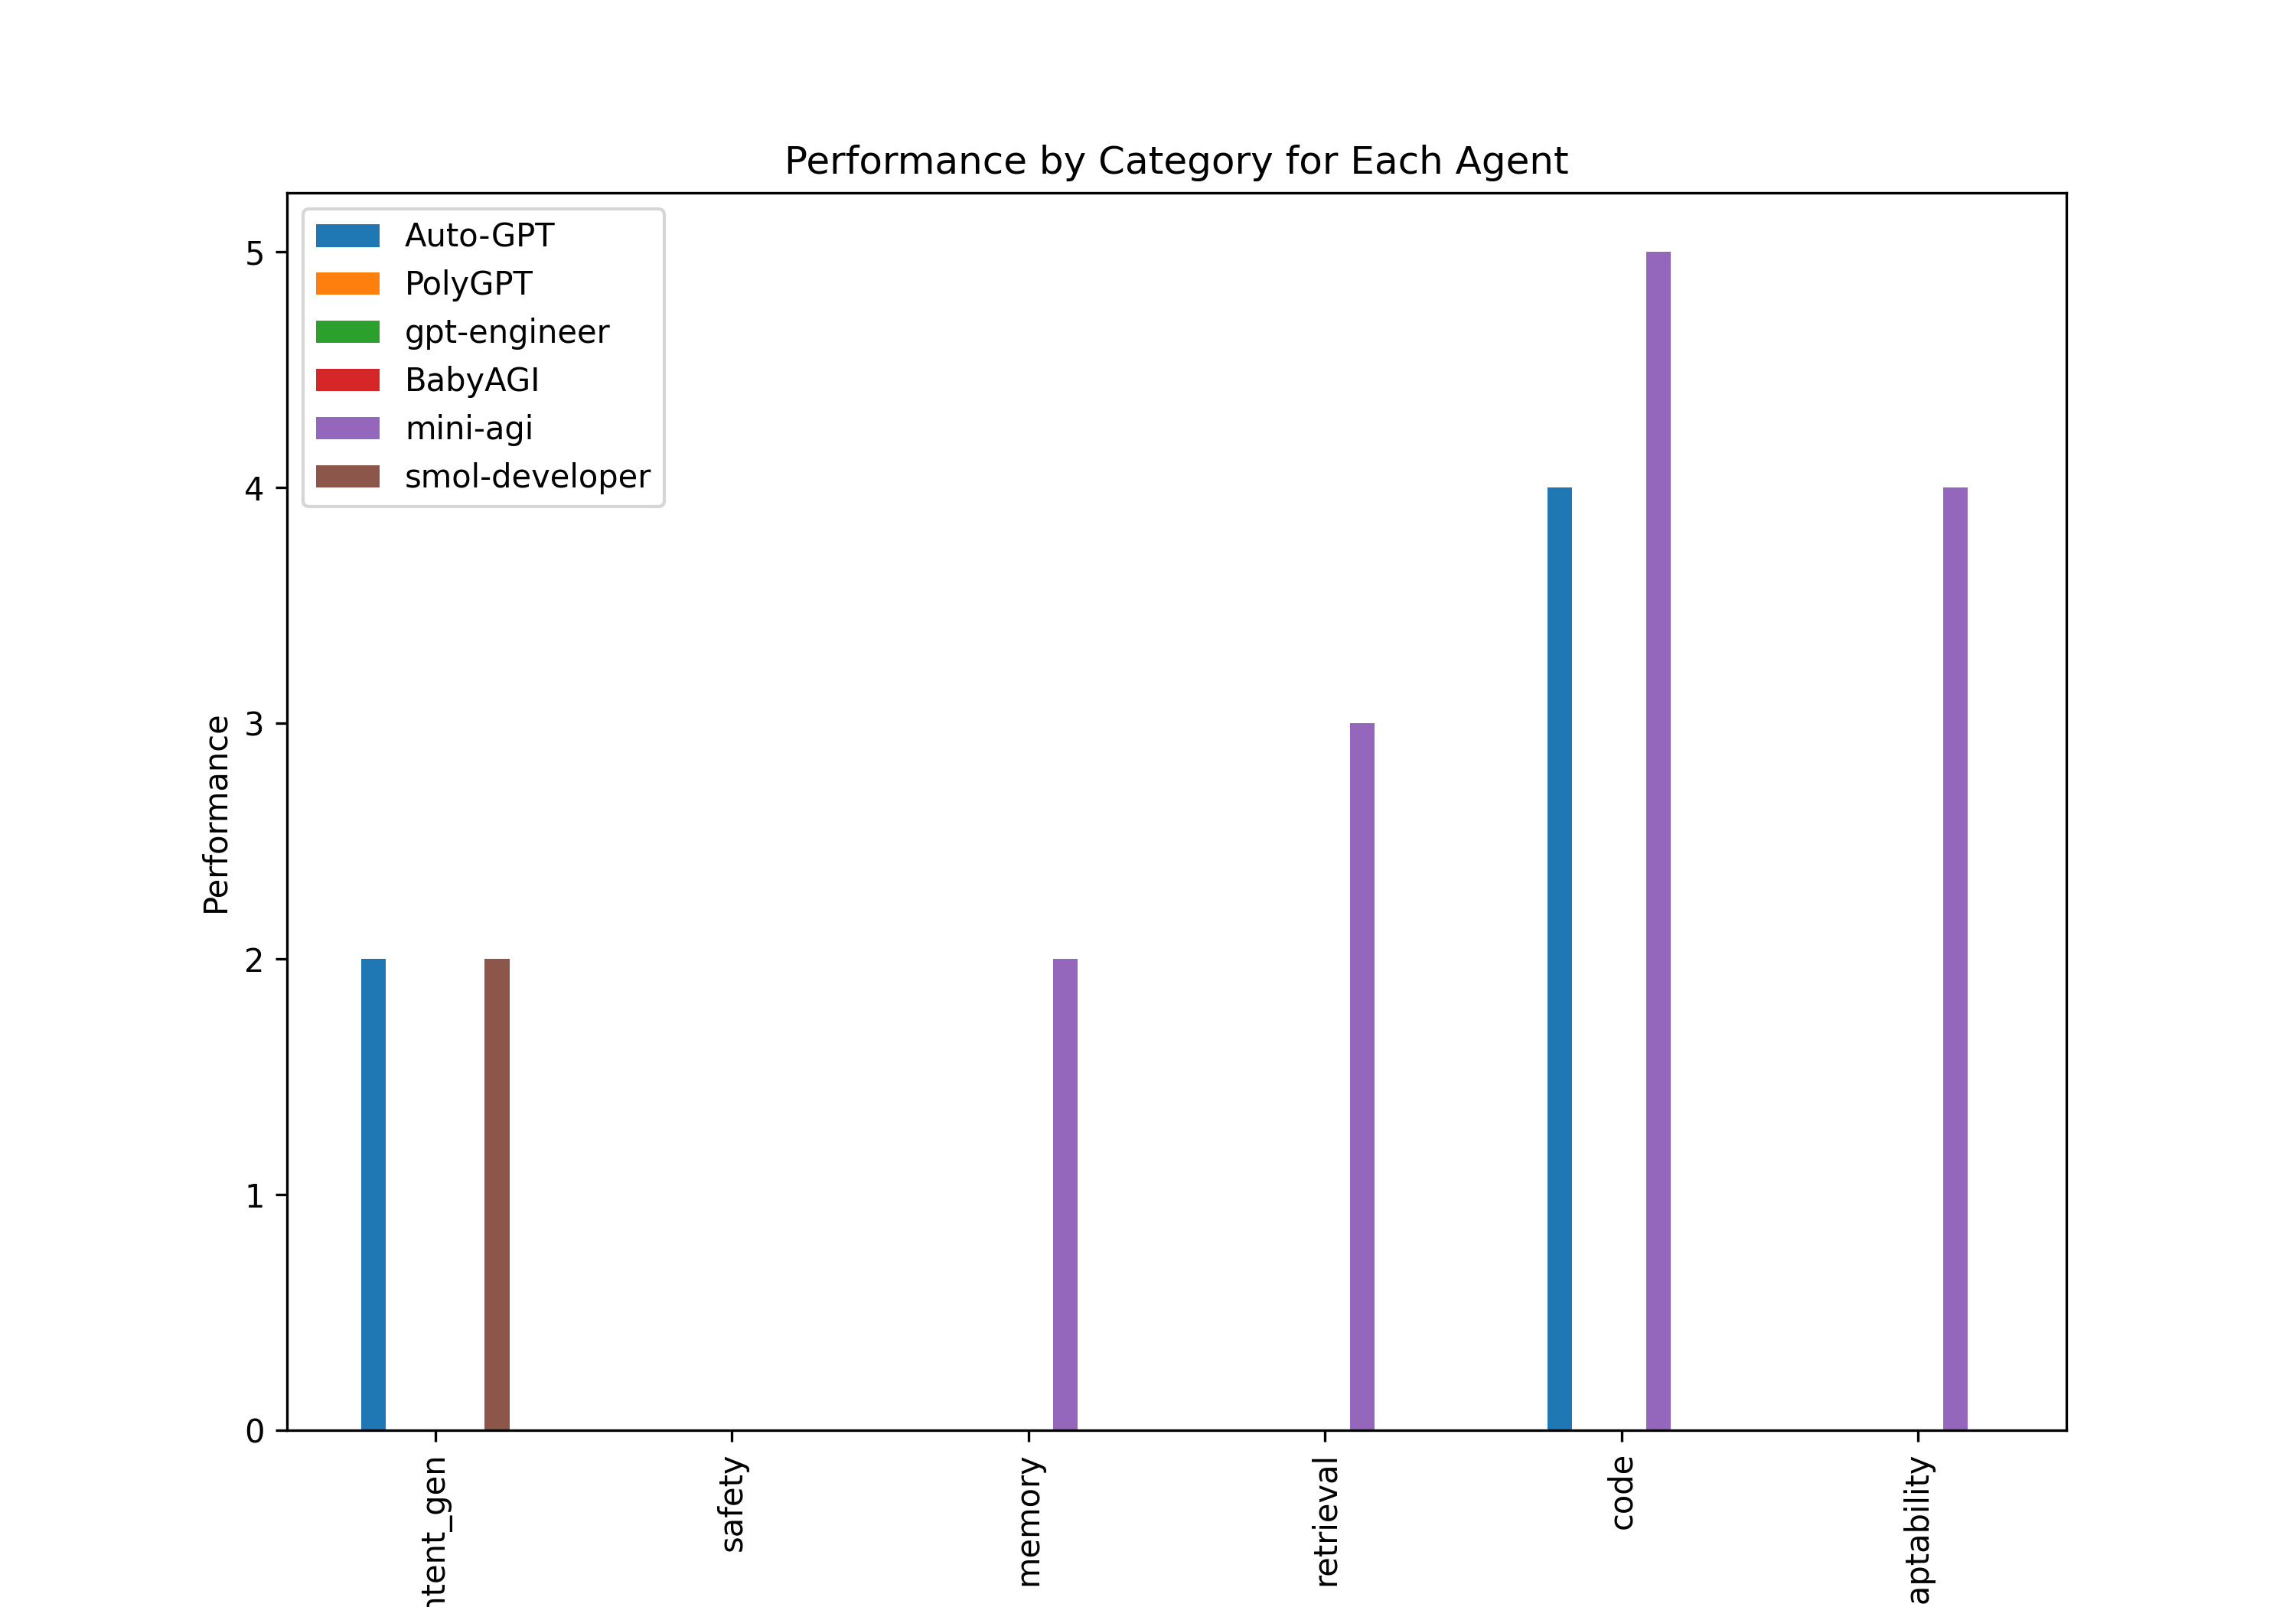 Performance by Category for Each Agent
Auto-GPT
PolyGPT
gpt-engineer
BabyAGI
mini-agi
smol-developer
Performance
5
4
3
2
1
0
ntent_gen
safety
memory
retrieval
code
aptability